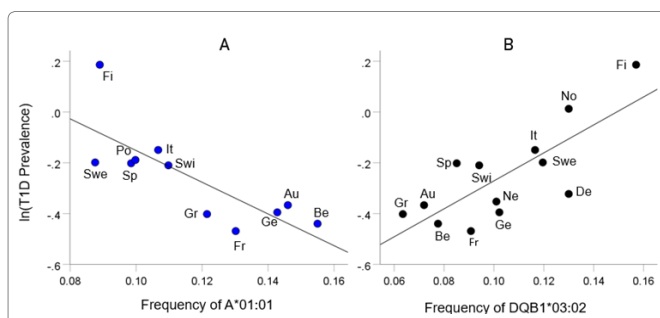 A
B
ln(T1D Prevalence)
.2
.0
-.2
-.4
-.6
Fi
Po
It
Swe
Sp
Swi
Gr
Au
Ge
Be
Fr
0.08
0.10
0.12
0.14
0.16
Frequency of A*01:01
.2
.0
-.2
-.4
-.6
Fi
No
It
Sp
Swe
Swi
De
Au
Ne
Gr
Ge
Be
Fr
0.06
0.08
0.10
0.12
0.14
0.16
Frequency of DQB1*03:02